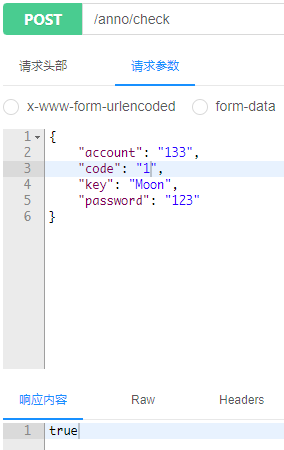 POST /anno/check
请求头部 请求参数
x-www-form-urlencoded form-data
1 {
2 "account": "133",
3 "code": "1",
4 "key": "Moon",
5 "password": "123"
6 }
响应内容 Raw Headers
1 true